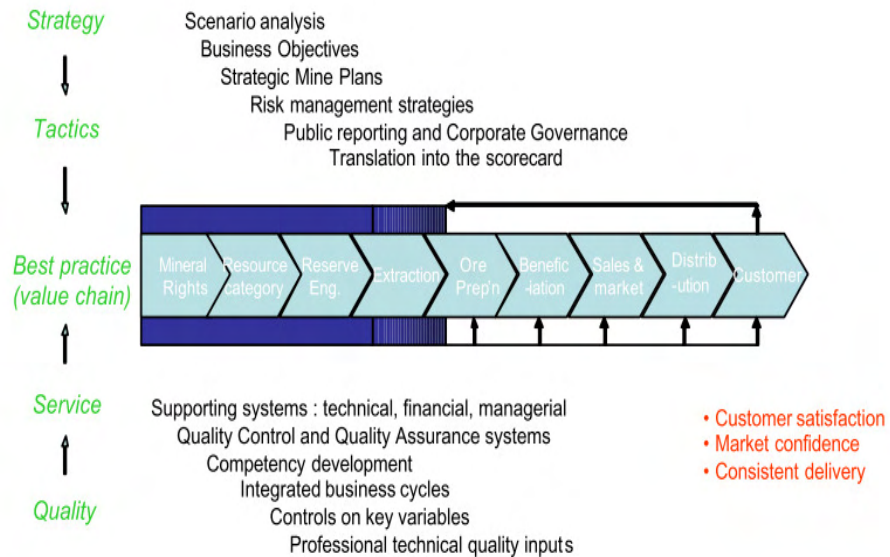 Strategy
Scenario analysis
Business Objectives
Strategic Mine Plans
Risk management strategies
Tactics
Public reporting and Corporate Governance
Translation into the scorecard
Best practice
(value chain)
Mineral
Rights
Resource
category
Reserve
Eng.
Extraction
Ore
Prep'n
Benefic
-iation
Sales &
market
Distrib
-ution
Customer
Service
Supporting systems : technical, financial, managerial
Quality Control and Quality Assurance systems
Competency development
Integrated business cycles
Quality
Controls on key variables
Professional technical quality inputs
• Customer satisfaction
• Market confidence
• Consistent delivery